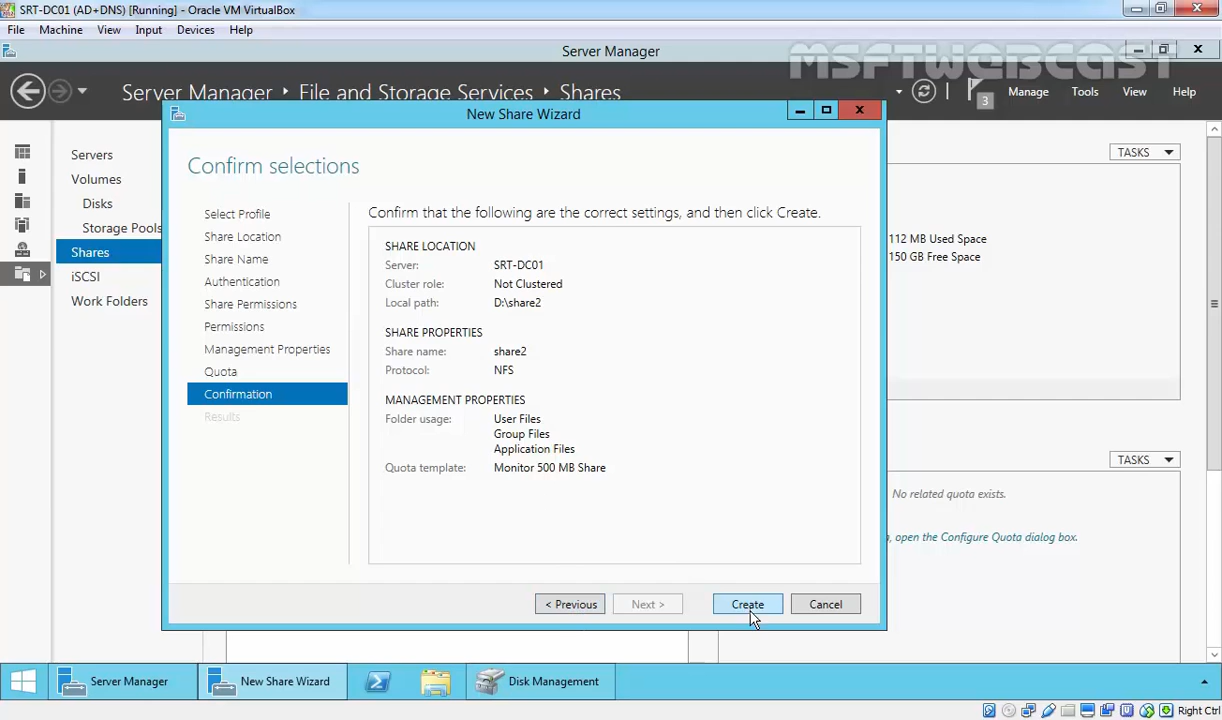 SRT-DC01 (AD+DNS) [Running] - Oracle VM VirtualBox
File Machine View Input Devices Help
Server Manager
MSFTWEBCAST
Server Manager File and Storage Services Shares
3 Manage Tools View Help
New Share Wizard
Confirm selections
Servers
Volumes
Disks
Storage Pools
Shares
iSCSI
Work Folders
Select Profile
Share Location
Share Name
Authentication
Share Permissions
Permissions
Management Properties
Quota
Confirmation
Results
Confirm that the following are the correct settings, and then click Create.
SHARE LOCATION
Server: SRT-DC01
Cluster role: Not Clustered
Local path: D:\share2
SHARE PROPERTIES
Share name: share2
Protocol: NFS
MANAGEMENT PROPERTIES
Folder usage: User Files
Group Files
Application Files
Quota template: Monitor 500 MB Share
< Previous Next > Create Cancel
TASKS
112 MB Used Space
150 GB Free Space
TASKS
No related quota exists.
, open the Configure Quota dialog box.
Server Manager New Share Wizard Disk Management
Right Ctrl